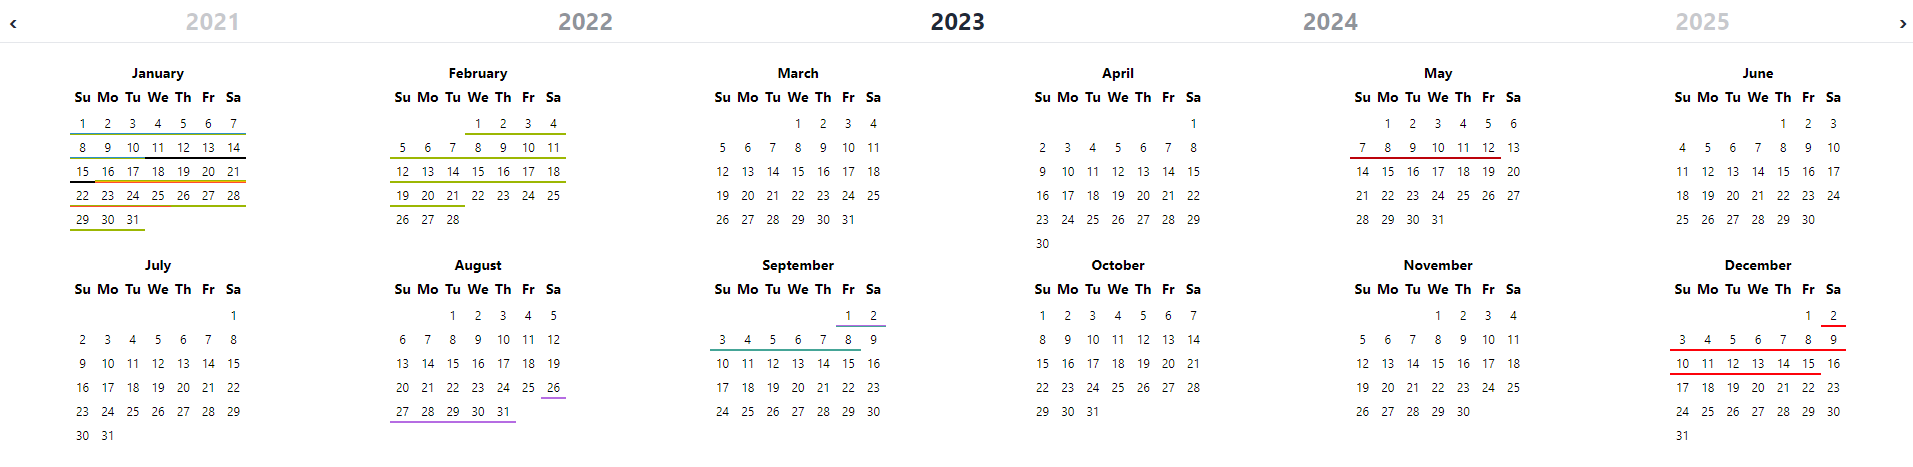 ‹ 2021 2022 2023 2024 2025 ›
January February March April May June
Su Mo Tu We Th Fr Sa Su Mo Tu We Th Fr Sa Su Mo Tu We Th Fr Sa Su Mo Tu We Th Fr Sa Su Mo Tu We Th Fr Sa Su Mo Tu We Th Fr Sa
1 2 3 4 5 6 7 1 2 3 4 1 2 3 4 1 1 2 3 4 5 6 1 2 3
8 9 10 11 12 13 14 5 6 7 8 9 10 11 5 6 7 8 9 10 11 2 3 4 5 6 7 8 7 8 9 10 11 12 13 4 5 6 7 8 9 10
15 16 17 18 19 20 21 12 13 14 15 16 17 18 12 13 14 15 16 17 18 9 10 11 12 13 14 15 14 15 16 17 18 19 20 11 12 13 14 15 16 17
22 23 24 25 26 27 28 19 20 21 22 23 24 25 19 20 21 22 23 24 25 16 17 18 19 20 21 22 21 22 23 24 25 26 27 18 19 20 21 22 23 24
29 30 31 26 27 28 26 27 28 29 30 31 23 24 25 26 27 28 29 28 29 30 31 25 26 27 28 29 30
30
July August September October November December
Su Mo Tu We Th Fr Sa Su Mo Tu We Th Fr Sa Su Mo Tu We Th Fr Sa Su Mo Tu We Th Fr Sa Su Mo Tu We Th Fr Sa Su Mo Tu We Th Fr Sa
1 1 2 3 4 5 1 2 1 2 3 4 5 6 7 1 2 3 4 1 2
2 3 4 5 6 7 8 6 7 8 9 10 11 12 3 4 5 6 7 8 9 8 9 10 11 12 13 14 5 6 7 8 9 10 11 3 4 5 6 7 8 9
9 10 11 12 13 14 15 13 14 15 16 17 18 19 10 11 12 13 14 15 16 15 16 17 18 19 20 21 12 13 14 15 16 17 18 10 11 12 13 14 15 16
16 17 18 19 20 21 22 20 21 22 23 24 25 26 17 18 19 20 21 22 23 22 23 24 25 26 27 28 19 20 21 22 23 24 25 17 18 19 20 21 22 23
23 24 25 26 27 28 29 27 28 29 30 31 24 25 26 27 28 29 30 29 30 31 26 27 28 29 30 24 25 26 27 28 29 30
30 31 31